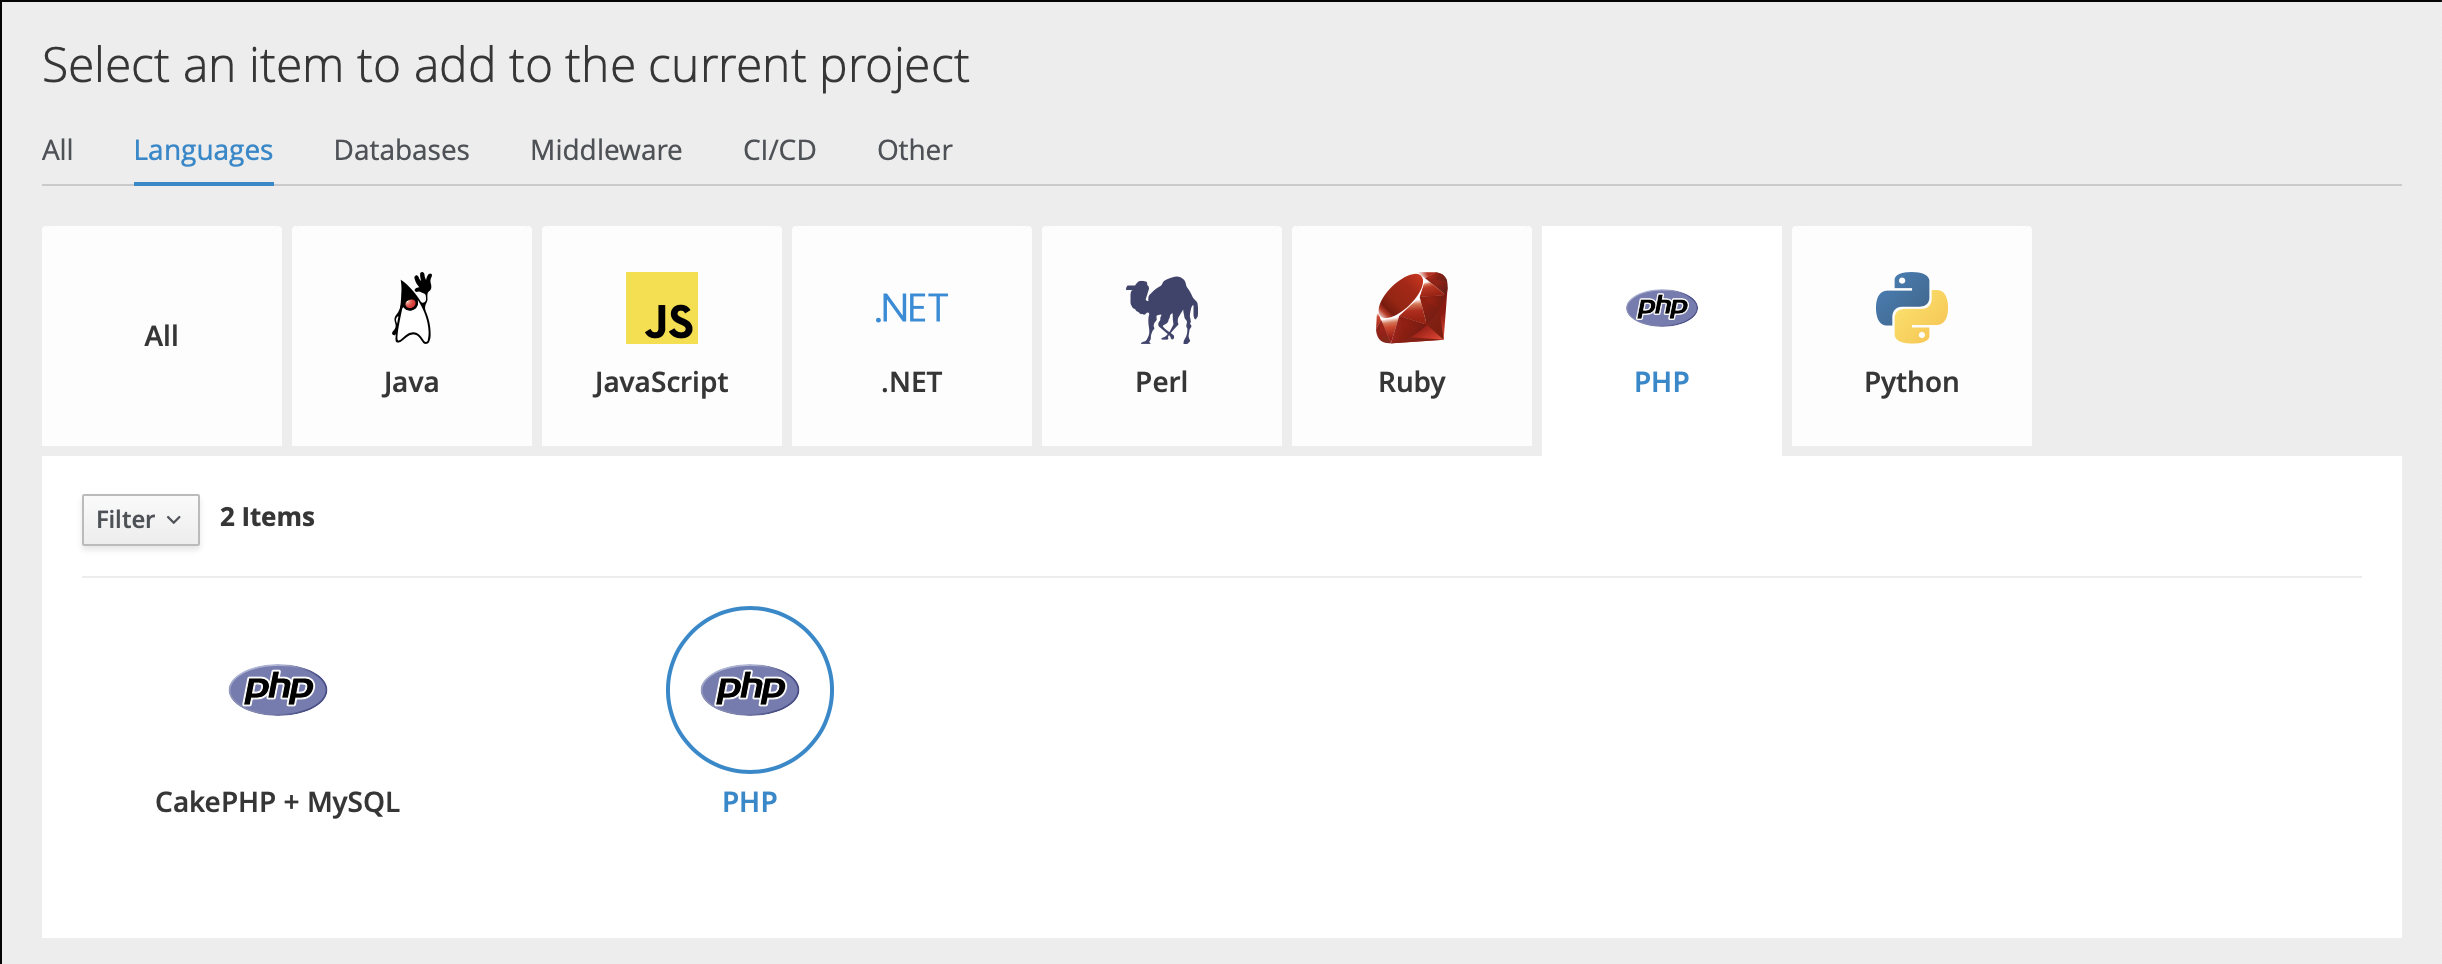 Select an item to add to the current project
All Languages Databases Middleware CI/CD Other
JS .NET php
All Java JavaScript .NET Perl Ruby PHP Python
Filter 2 Items
php php
CakePHP + MySQL PHP